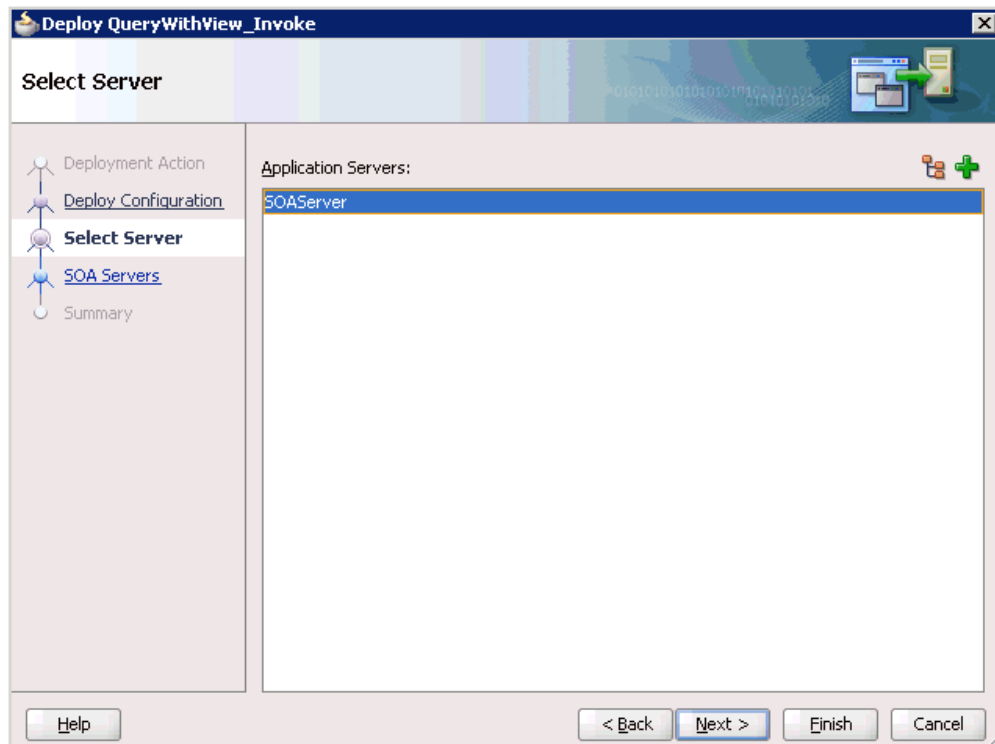 Deploy QueryWithView_Invoke
Select Server
Deployment Action
Deploy Configuration
Select Server
SOA Servers
Summary
Application Servers:
SOAServer
Help
< Back
Next >
Finish
Cancel